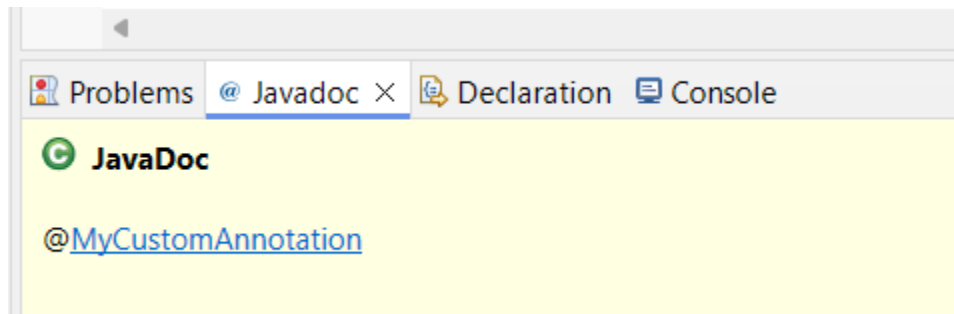 Problems @ Javadoc Declaration Console
JavaDoc
@MyCustomAnnotation